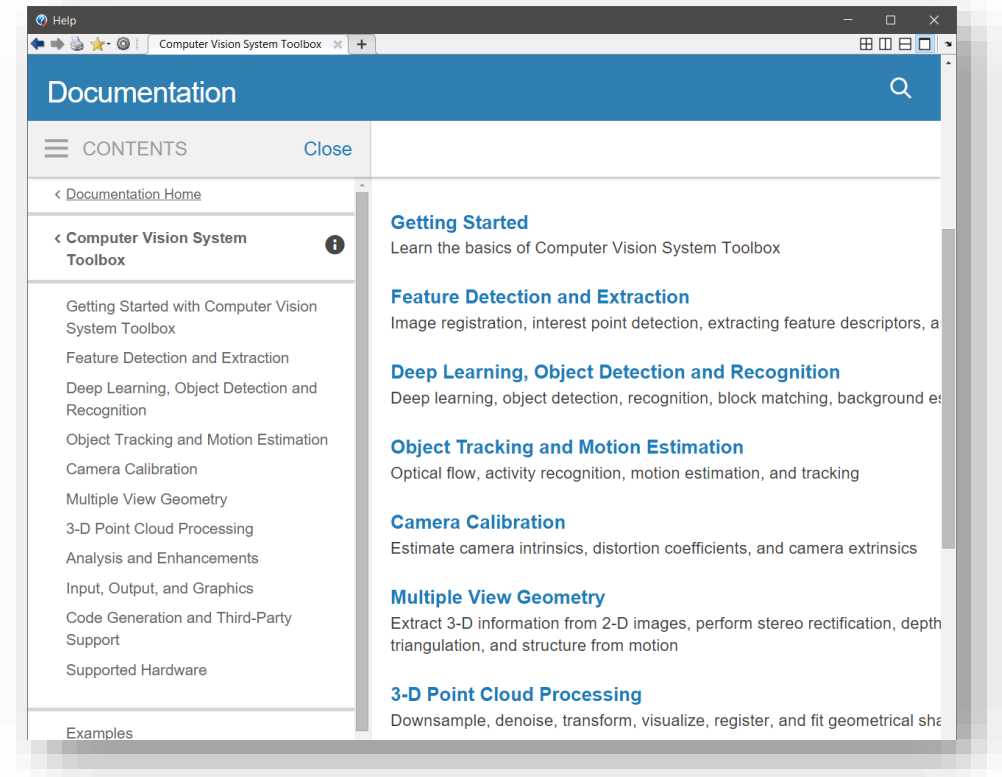 Help
Computer Vision System Toolbox
Documentation
CONTENTS
Close
< Documentation Home
< Computer Vision System
Toolbox
Getting Started with Computer Vision
System Toolbox
Feature Detection and Extraction
Deep Learning, Object Detection and
Recognition
Object Tracking and Motion Estimation
Camera Calibration
Multiple View Geometry
3-D Point Cloud Processing
Analysis and Enhancements
Input, Output, and Graphics
Code Generation and Third-Party
Support
Supported Hardware
Examples
Getting Started
Learn the basics of Computer Vision System Toolbox
Feature Detection and Extraction
Image registration, interest point detection, extracting feature descriptors,
Deep Learning, Object Detection and Recognition
Deep learning, object detection, recognition, block matching, background
Object Tracking and Motion Estimation
Optical flow, activity recognition, motion estimation, and tracking
Camera Calibration
Estimate camera intrinsics, distortion coefficients, and camera extrinsics
Multiple View Geometry
Extract 3-D information from 2-D images, perform stereo rectification, depth
triangulation, and structure from motion
3-D Point Cloud Processing
Downsample, denoise, transform, visualize, register, and fit geometrical